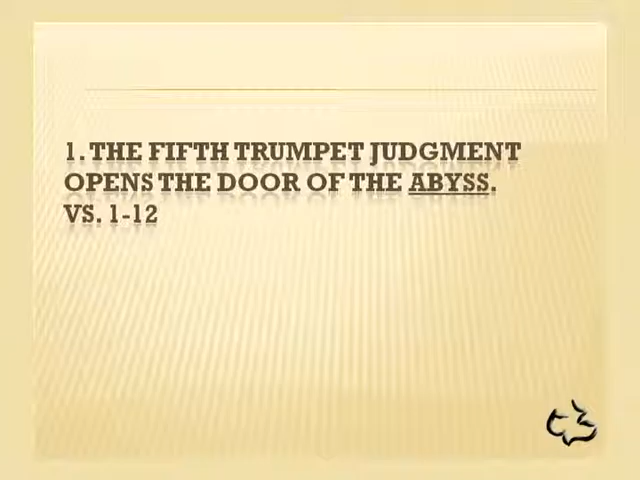 1. THE FIFTH TRUMPET JUDGMENT
OPENS THE DOOR OF THE ABYSS.
VS. 1-12